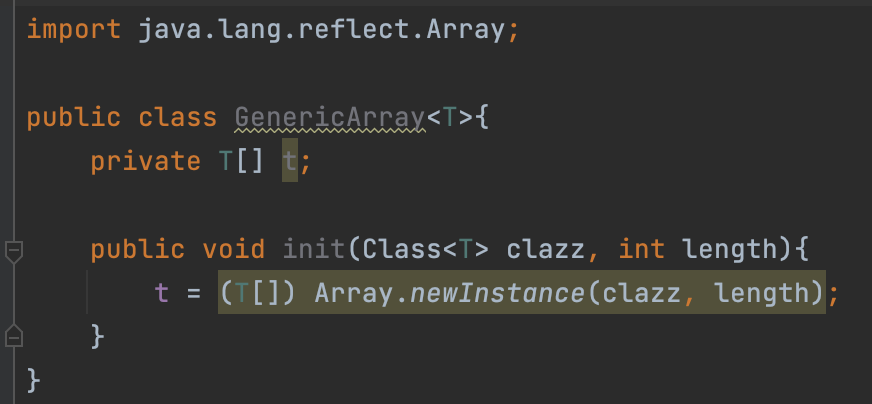 import java.lang.reflect.Array;
public class GenericArray<T>{
private T[] t;
public void init(Class<T> clazz, int length){
t = (T[]) Array.newInstance(clazz, length);
}
}